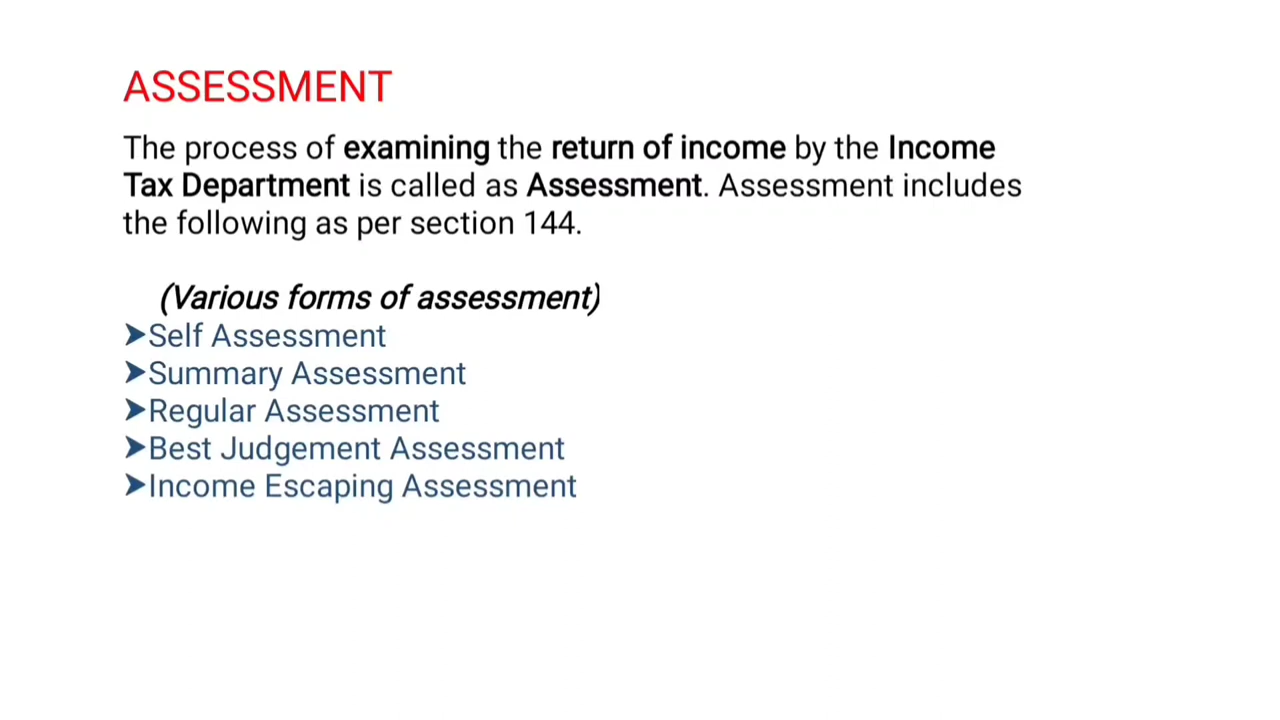 ASSESSMENT
The process of examining the return of income by the Income
Tax Department is called as Assessment. Assessment includes
the following as per section 144.
(Various forms of assessment)
➤Self Assessment
➤Summary Assessment
➤Regular Assessment
➤Best Judgement Assessment
➤Income Escaping Assessment